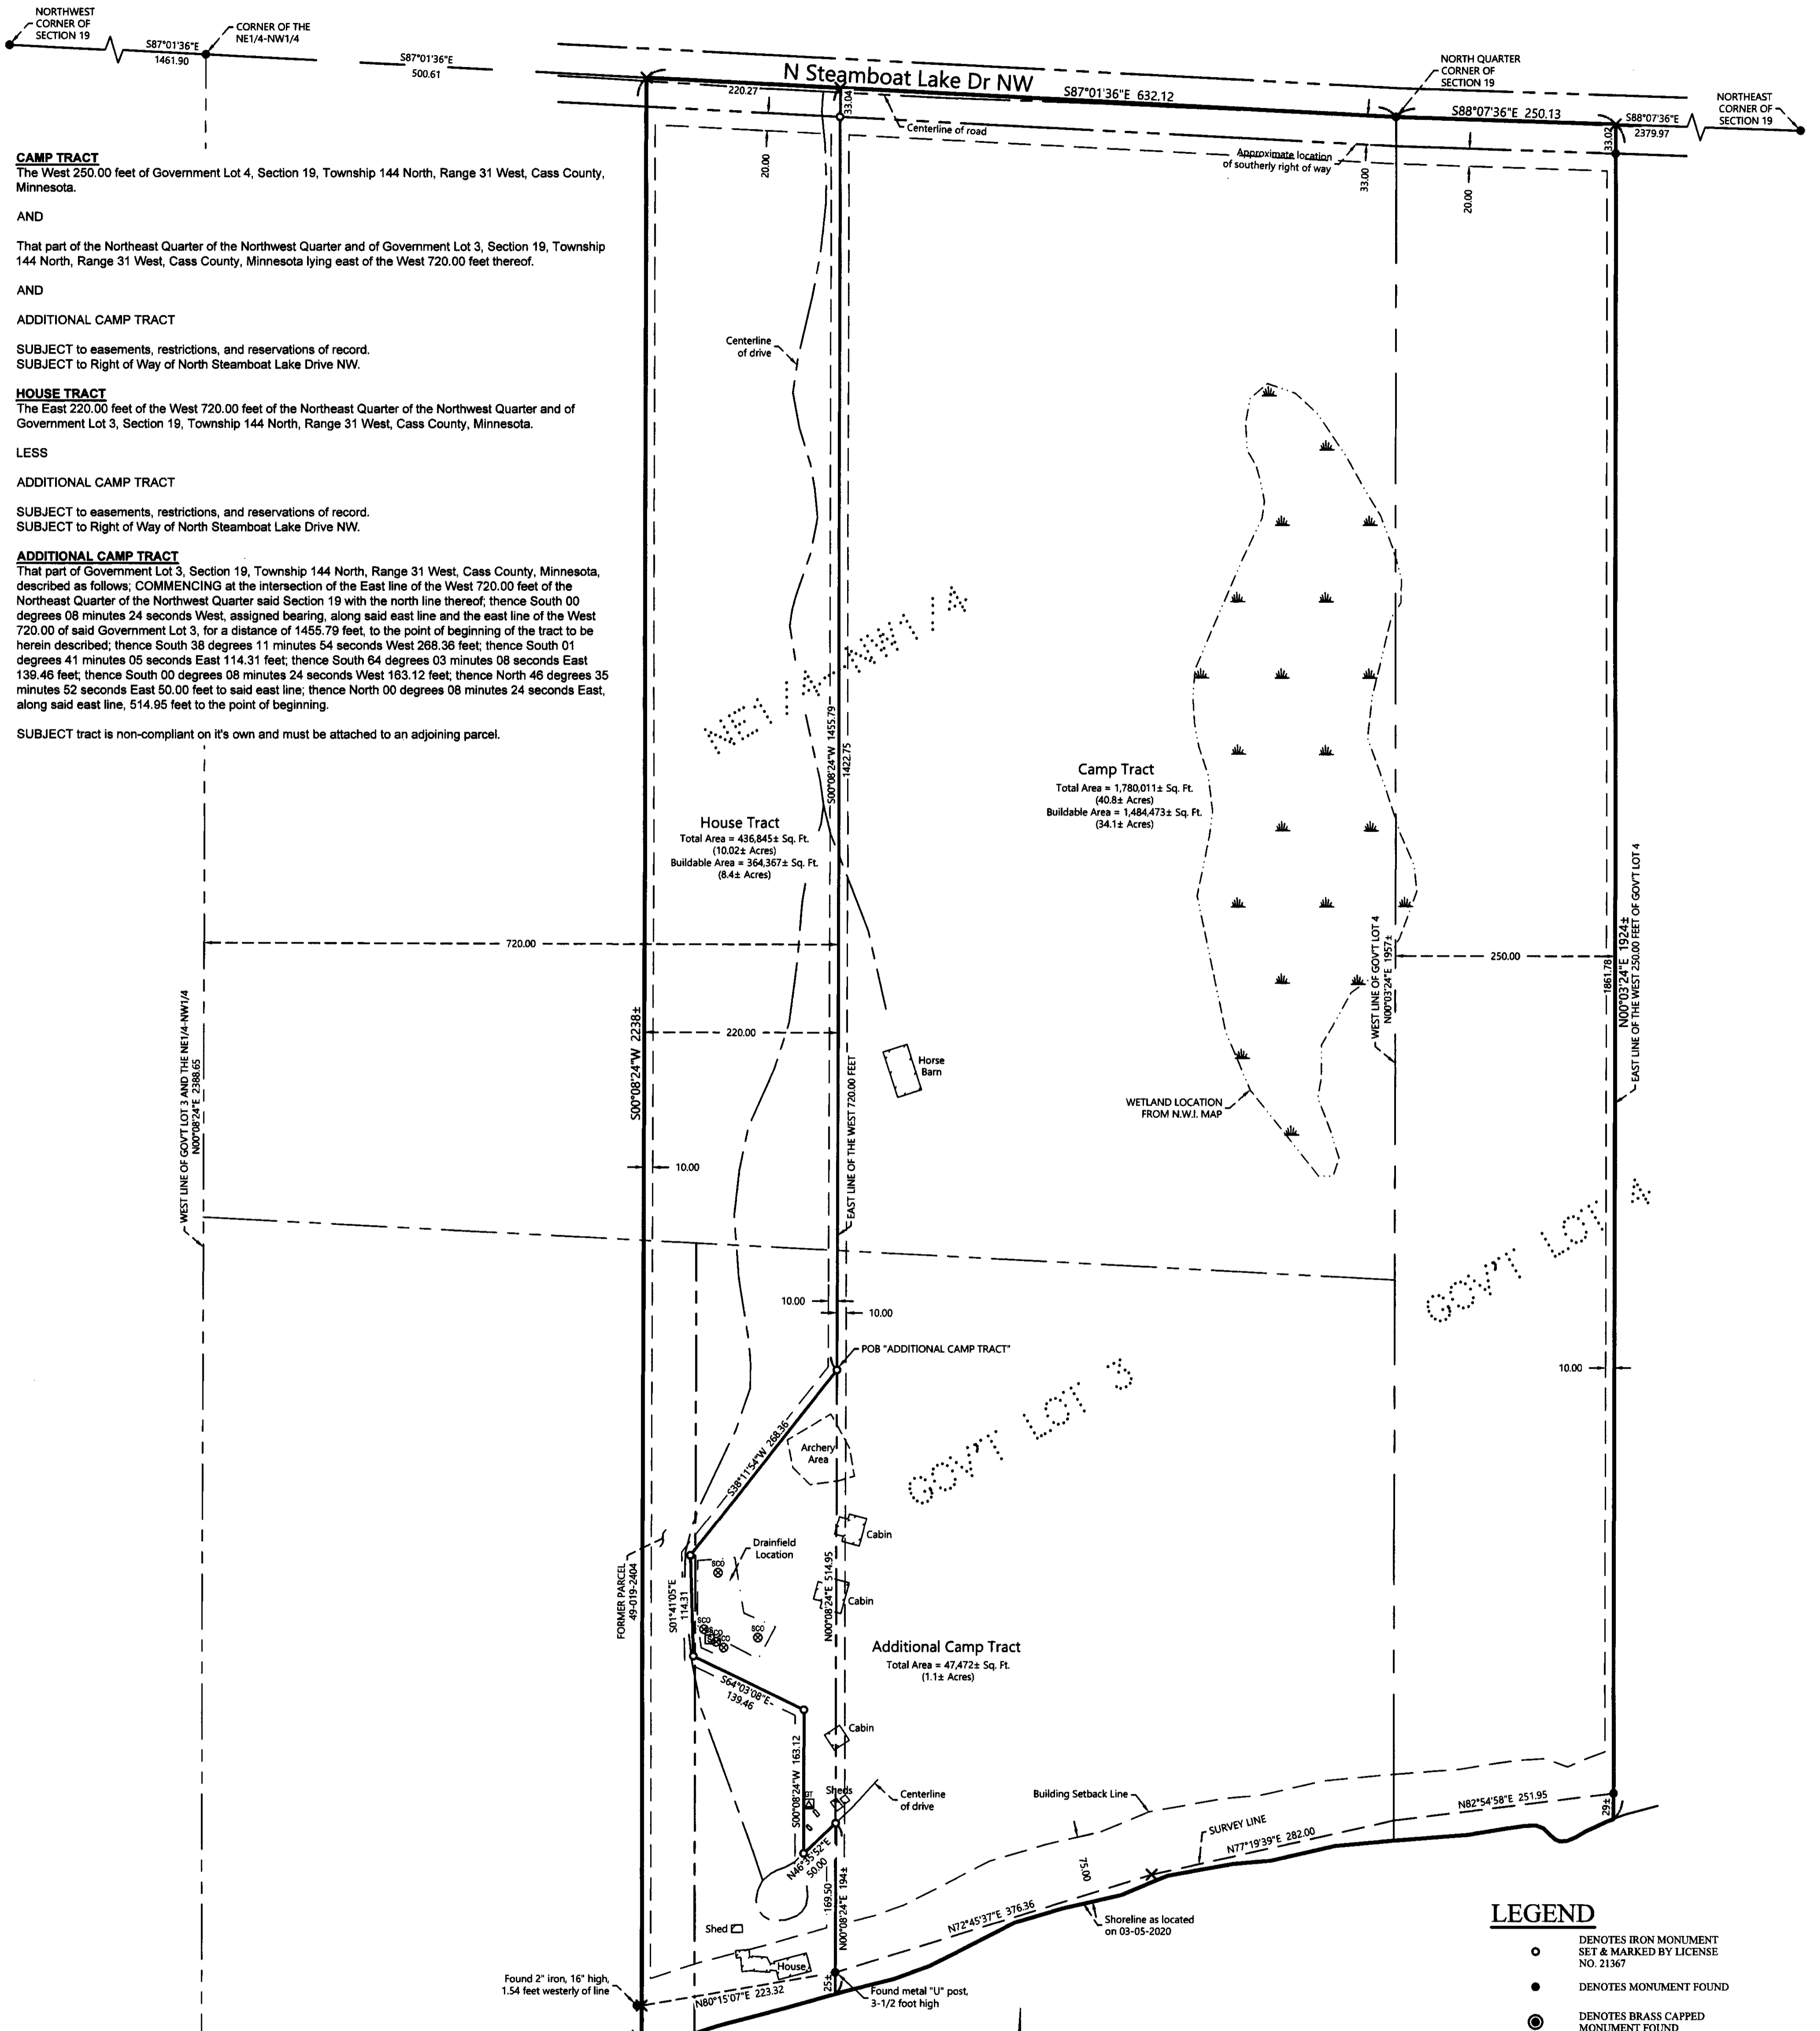 NORTHWEST
CORNER OF
SECTION 19
CORNER OF THE
NE1/4-NW1/4
S87°01'36"E
1461.90
S87°01'36"E
500.61
N Steamboat Lake Dr NW
220.27
33.04
S87°01'36"E 632.12
NORTH QUARTER
CORNER OF
SECTION 19
S88°07'36"E 250.13
S88°07'36"E
2379.97
NORTHEAST
CORNER OF
SECTION 19
33.02
Centerline of road
Approximate location
of southerly right of way
20.00
33.00
20.00
CAMP TRACT
The West 250.00 feet of Government Lot 4, Section 19, Township 144 North, Range 31 West, Cass County,
Minnesota.
AND
That part of the Northeast Quarter of the Northwest Quarter and of Government Lot 3, Section 19, Township
144 North, Range 31 West, Cass County, Minnesota lying east of the West 720.00 feet thereof.
AND
ADDITIONAL CAMP TRACT
SUBJECT to easements, restrictions, and reservations of record.
SUBJECT to Right of Way of North Steamboat Lake Drive NW.
HOUSE TRACT
The East 220.00 feet of the West 720.00 feet of the Northeast Quarter of the Northwest Quarter and of
Government Lot 3, Section 19, Township 144 North, Range 31 West, Cass County, Minnesota.
LESS
ADDITIONAL CAMP TRACT
SUBJECT to easements, restrictions, and reservations of record.
SUBJECT to Right of Way of North Steamboat Lake Drive NW.
ADDITIONAL CAMP TRACT
That part of Government Lot 3, Section 19, Township 144 North, Range 31 West, Cass County, Minnesota,
described as follows; COMMENCING at the intersection of the East line of the West 720.00 feet of the
Northeast Quarter of the Northwest Quarter said Section 19 with the north line thereof; thence South 00
degrees 08 minutes 24 seconds West, assigned bearing, along said east line and the east line of the West
720.00 of said Government Lot 3, for a distance of 1455.79 feet, to the point of beginning of the tract to be
herein described; thence South 38 degrees 11 minutes 54 seconds West 268.36 feet; thence South 01
degrees 41 minutes 05 seconds East 114.31 feet; thence South 64 degrees 03 minutes 08 seconds East
139.46 feet; thence South 00 degrees 08 minutes 24 seconds West 163.12 feet; thence North 46 degrees 35
minutes 52 seconds East 50.00 feet to said east line; thence North 00 degrees 08 minutes 24 seconds East,
along said east line, 514.95 feet to the point of beginning.
SUBJECT tract is non-compliant on it's own and must be attached to an adjoining parcel.
Centerline
of drive
NE1/4-NW1/4
S00°08'24"W 1455.79
1422.75
House Tract
Total Area = 436,845± Sq. Ft.
(10.02± Acres)
Buildable Area = 364,367± Sq. Ft.
(8.4± Acres)
Camp Tract
Total Area = 1,780,011± Sq. Ft.
(40.8± Acres)
Buildable Area = 1,484,473± Sq. Ft.
(34.1± Acres)
720.00
250.00
WEST LINE OF GOV'T LOT 4
N00°03'24"E 1957±
1861.78
N00°03'24"E 1924±
EAST LINE OF THE WEST 250.00 FEET OF GOV'T LOT 4
WEST LINE OF GOV'T LOT 3 AND THE NE1/4-NW1/4
N00°08'24"E 2388.65
S00°08'24"W 2238±
220.00
Horse
Barn
WETLAND LOCATION
FROM N.W.I. MAP
EAST LINE OF THE WEST 720.00 FEET
10.00
GOV'T LOT 4
10.00
10.00
POB "ADDITIONAL CAMP TRACT"
10.00
GOV'T LOT 3
S38°11'54"W 268.36
Archery
Area
Cabin
Drainfield
Location
FORMER PARCEL
49-019-2404
S01°41'05"E
114.31
SCO
SCO
SCO
SCO
SCO
N00°08'24"E 514.95
Cabin
Additional Camp Tract
Total Area = 47,472± Sq. Ft.
(1.1± Acres)
S64°03'08"E
139.46
Cabin
S00°08'24"W 163.12
Sheds
Centerline
of drive
N46°35'52"E
50.00
Building Setback Line
SURVEY LINE
N82°54'58"E 251.95
29±
N77°19'39"E 282.00
75.00
169.50
N00°08'24"E 194±
N72°45'37"E 376.36
Shoreline as located
on 03-05-2020
Shed
House
Found 2" iron, 16" high,
1.54 feet westerly of line
N80°15'07"E 223.32
25±
Found metal "U" post,
3-1/2 foot high
LEGEND
DENOTES IRON MONUMENT
SET & MARKED BY LICENSE
NO. 21367
DENOTES MONUMENT FOUND
DENOTES BRASS CAPPED
MONUMENT FOUND